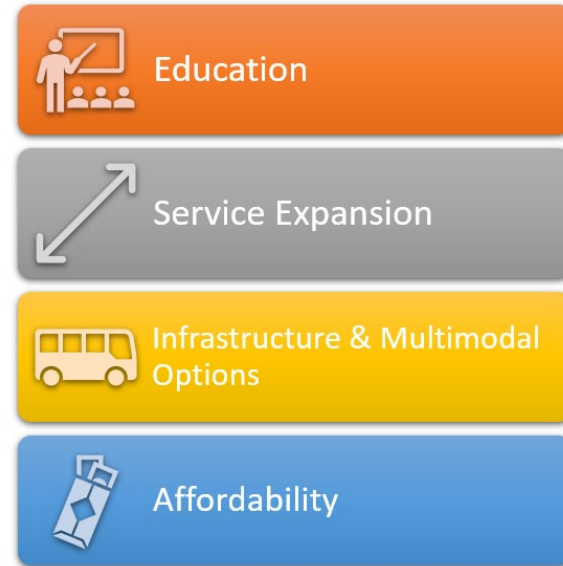 Education
Service Expansion
Infrastructure & Multimodal
Options
Affordability